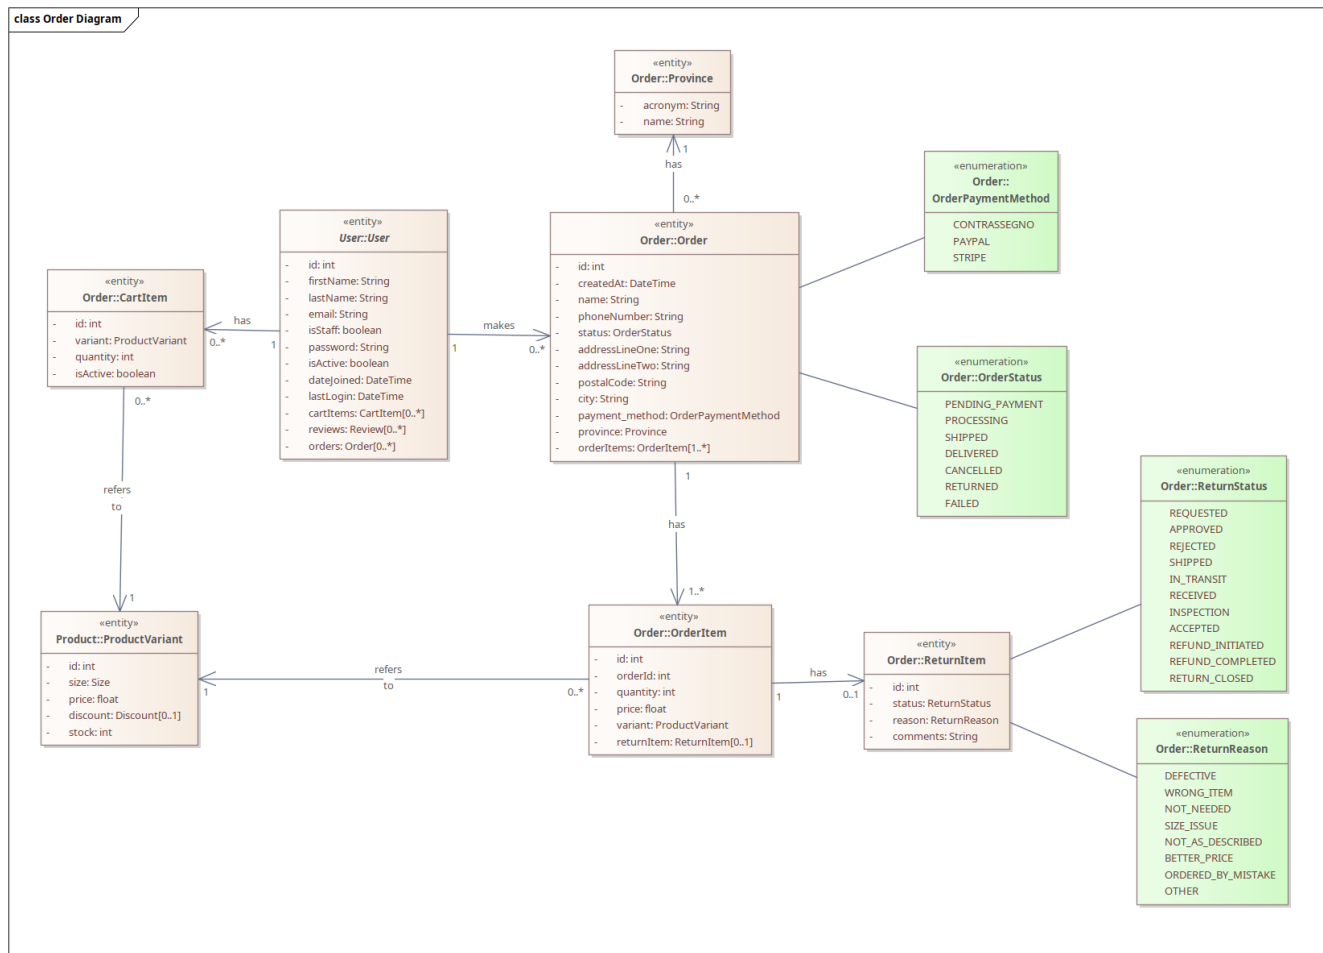 class Order Diagram
«entity»
Order::Province
- acronym: String
- name: String
1
has
0..*
«enumeration»
Order::
OrderPaymentMethod
CONTRASSEGNO
PAYPAL
STRIPE
«entity»
User::User
- id: int
- firstName: String
- lastName: String
- email: String
- isStaff: boolean
- password: String
- isActive: boolean
- dateJoined: DateTime
- lastLogin: DateTime
- cartItems: CartItem[0..*]
- reviews: Review[0..*]
- orders: Order[0..*]
«entity»
Order::Order
- id: int
- createdAt: DateTime
- name: String
- phoneNumber: String
- status: OrderStatus
- addressLineOne: String
- addressLineTwo: String
- postalCode: String
- city: String
- payment_method: OrderPaymentMethod
- province: Province
- orderItems: OrderItem[1..*]
«entity»
Order::CartItem
- id: int
- variant: ProductVariant
- quantity: int
- isActive: boolean
has
0..*
1
makes
1
0..*
«enumeration»
Order::OrderStatus
PENDING_PAYMENT
PROCESSING
SHIPPED
DELIVERED
CANCELLED
RETURNED
FAILED
0..*
refers
to
1
1
has
1..*
«enumeration»
Order::ReturnStatus
REQUESTED
APPROVED
REJECTED
SHIPPED
IN_TRANSIT
RECEIVED
INSPECTION
ACCEPTED
REFUND_INITIATED
REFUND_COMPLETED
RETURN_CLOSED
«entity»
Product::ProductVariant
- id: int
- size: Size
- price: float
- discount: Discount[0..1]
- stock: int
refers
to
1
0..*
«entity»
Order::OrderItem
- id: int
- orderId: int
- quantity: int
- price: float
- variant: ProductVariant
- returnItem: ReturnItem[0..1]
has
1
0..1
«entity»
Order::ReturnItem
- id: int
- status: ReturnStatus
- reason: ReturnReason
- comments: String
«enumeration»
Order::ReturnReason
DEFECTIVE
WRONG_ITEM
NOT_NEEDED
SIZE_ISSUE
NOT_AS_DESCRIBED
BETTER_PRICE
ORDERED_BY_MISTAKE
OTHER